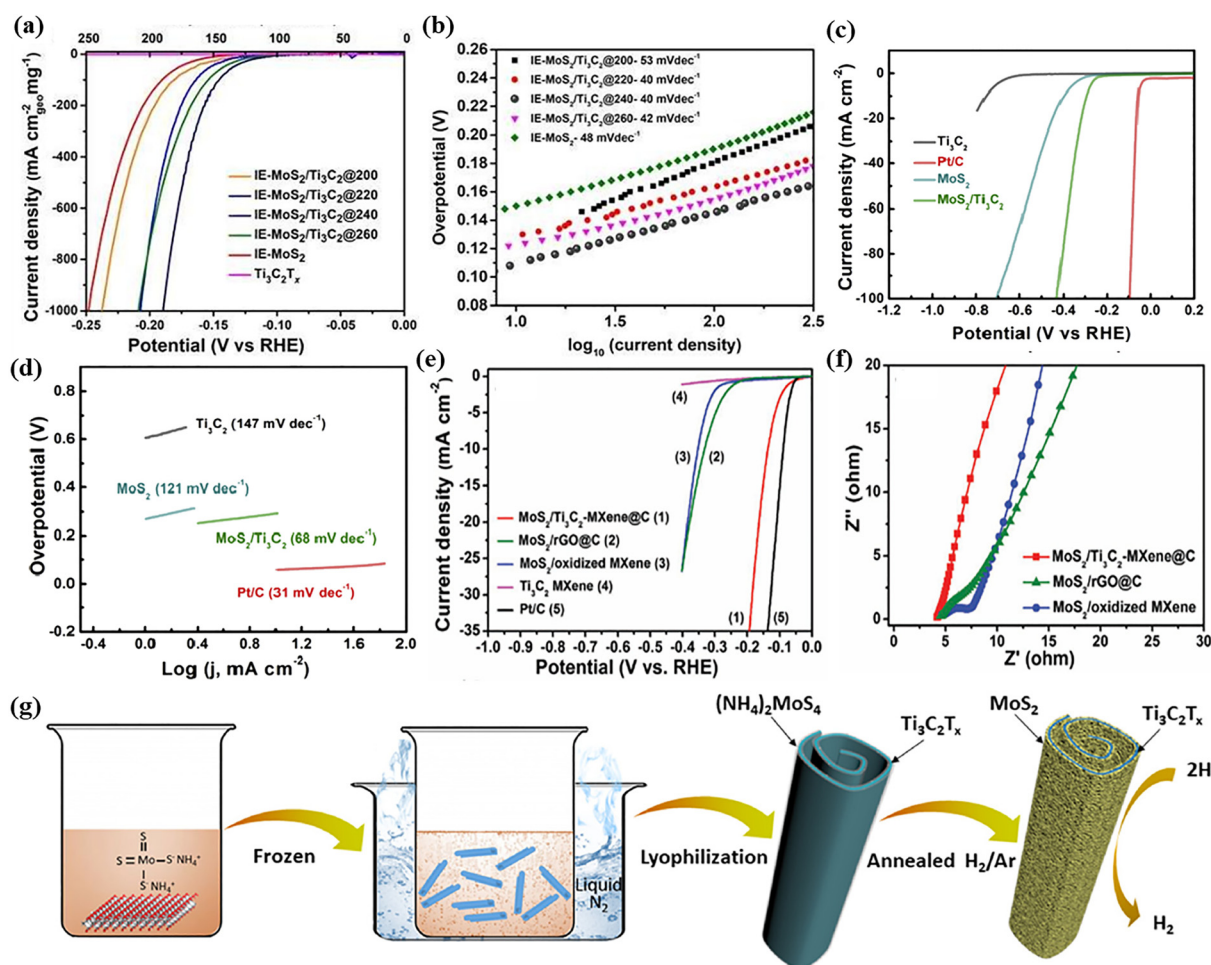 (a)
250 200 150 100 50 0
0
-200
-400
-600
-800
-1000
Current density (mA cm⁻²geo mg⁻¹)
IE-MoS₂/Ti₃C₂@200
IE-MoS₂/Ti₃C₂@220
IE-MoS₂/Ti₃C₂@240
IE-MoS₂/Ti₃C₂@260
IE-MoS₂
Ti₃C₂Tₓ
-0.25 -0.20 -0.15 -0.10 -0.05 0.00
Potential (V vs RHE)
(b)
0.26
0.24
0.22
0.20
0.18
0.16
0.14
0.12
0.10
0.08
Overpotential (V)
IE-MoS₂/Ti₃C₂@200- 53 mVdec⁻¹
IE-MoS₂/Ti₃C₂@220- 40 mVdec⁻¹
IE-MoS₂/Ti₃C₂@240- 40 mVdec⁻¹
IE-MoS₂/Ti₃C₂@260- 42 mVdec⁻¹
IE-MoS₂- 48 mVdec⁻¹
1.0 1.5 2.0 2.5
log₁₀ (current density)
(c)
0
-20
-40
-60
-80
-100
Current density (mA cm⁻²)
Ti₃C₂
Pt/C
MoS₂
MoS₂/Ti₃C₂
-1.2 -1.0 -0.8 -0.6 -0.4 -0.2 0.0 0.2
Potential (V vs RHE)
(d)
0.8
0.6
0.4
0.2
0.0
-0.2
Overpotential (V)
Ti₃C₂ (147 mV dec⁻¹)
MoS₂ (121 mV dec⁻¹)
MoS₂/Ti₃C₂ (68 mV dec⁻¹)
Pt/C (31 mV dec⁻¹)
-0.5 0.0 0.5 1.0 1.5 2.0
Log (j, mA cm⁻²)
(e)
0
-5
-10
-15
-20
-25
-30
-35
Current density (mA cm⁻²)
(4)
(3) (2)
MoS₂/Ti₃C₂-MXene@C (1)
MoS₂/rGO@C (2)
MoS₂/oxidized MXene (3)
Ti₃C₂ MXene (4)
Pt/C (5)
(1) (5)
-1.0 -0.9 -0.8 -0.7 -0.6 -0.5 -0.4 -0.3 -0.2 -0.1 0.0
Potential (V vs. RHE)
(f)
20
15
10
5
0
Z'' (ohm)
MoS₂/Ti₃C₂-MXene@C
MoS₂/rGO@C
MoS₂/oxidized MXene
0 5 10 15 20 25 30
Z' (ohm)
(g)
S
S Mo S⁻NH₄⁺
S⁻NH₄⁺
Frozen
Liquid
N₂
Lyophilization
(NH₄)₂MoS₄
Ti₃C₂Tₓ
Annealed H₂/Ar
MoS₂
Ti₃C₂Tₓ
2H
H₂